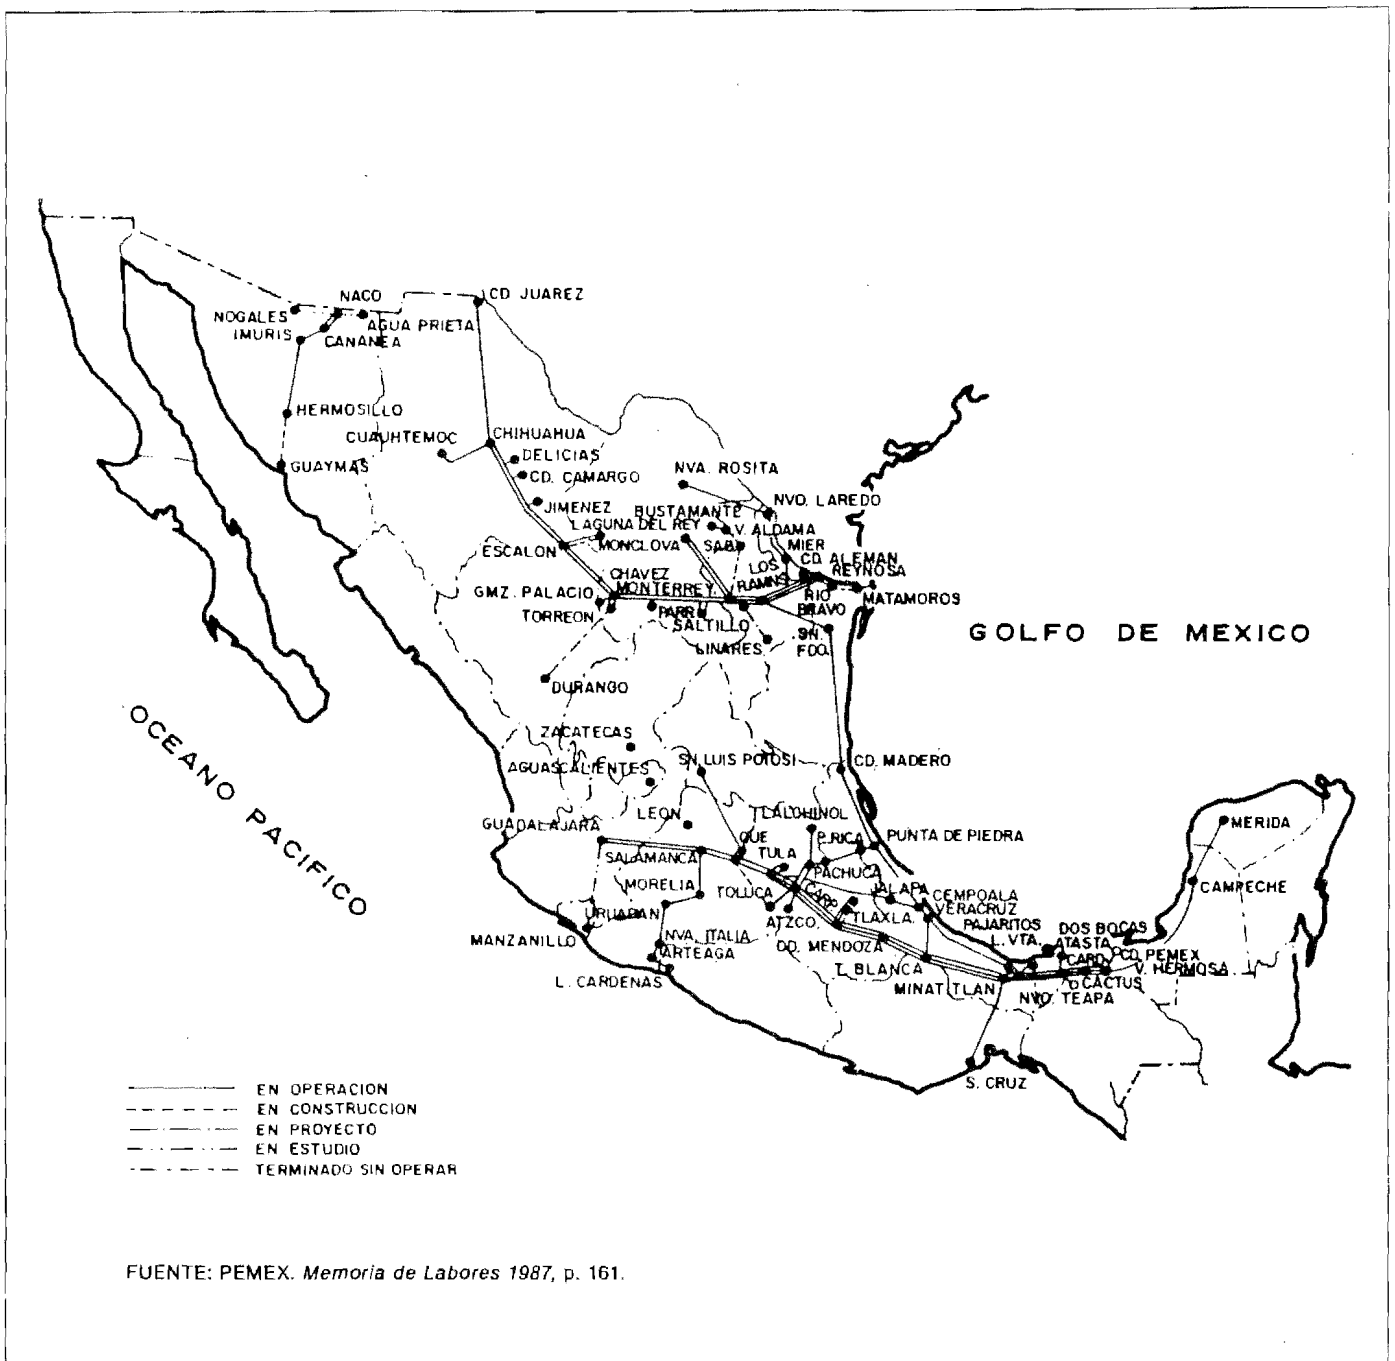 NACO
CD JUAREZ
NOGALES
AGUA PRIETA
IMURIS
CANANEA
HERMOSILLO
CUAUHTEMOC
CHIHUAHUA
DELICIAS
GUAYMAS
CD. CAMARGO
NVA. ROSITA
JIMENEZ
BUSTAMANTE
NVO. LAREDO
LAGUNA DEL REY
V. ALDAMA
ESCALON
MONCLOVA
SAB.
MIER
CD. ALEMAN
LOS
RAMNS
REYNOSA
CHAVEZ
GMZ. PALACIO
MONTERREY
RIO
BRAVO
MATAMOROS
TORREON
PARR
SALTILLO
SN.
FDO.
LINARES
GOLFO DE MEXICO
DURANGO
OCEANO PACIFICO
ZACATECAS
AGUASCALIENTES
SN LUIS POTOSI
CD. MADERO
LEON
TLALCHINOL
GUADALAJARA
QUE
P.RICA
PUNTA DE PIEDRA
MERIDA
SALAMANCA
TULA
PACHUCA
MORELIA
TOLUCA
CARP
JALAPA
CEMPOALA
CAMPECHE
URUAPAN
ATZCO.
TLAXLA.
VERACRUZ
MANZANILLO
NVA. ITALIA
DD. MENDOZA
PAJARITOS
DOS BOCAS
L. VTA.
ATASTA
ARTEAGA
T. BLANCA
CARD.
CD. PEMEX
V. HERMOSA
L. CARDENAS
MINATITLAN
CACTUS
NVO. TEAPA
S. CRUZ
EN OPERACION
EN CONSTRUCCION
EN PROYECTO
EN ESTUDIO
TERMINADO SIN OPERAR
FUENTE: PEMEX. Memoria de Labores 1987, p. 161.